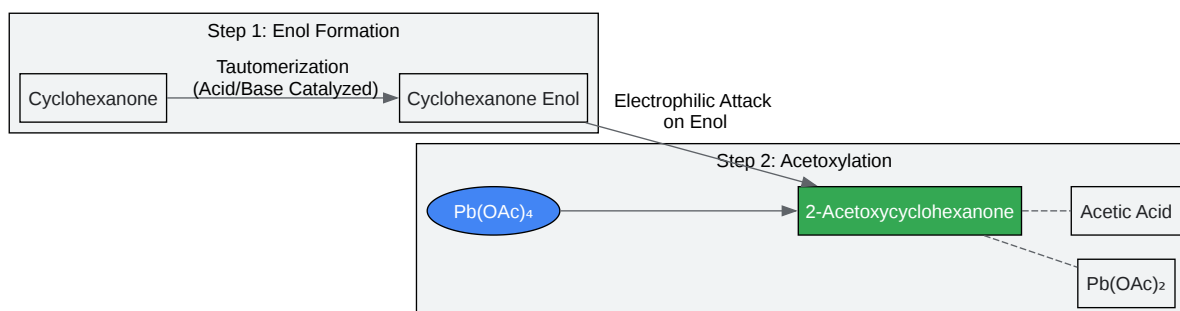 Step 1: Enol Formation
Tautomerization
(Acid/Base Catalyzed)
Cyclohexanone
Cyclohexanone Enol
Electrophilic Attack
on Enol
Step 2: Acetoxylation
Pb(OAc)₄
2-Acetoxycyclohexanone
Acetic Acid
Pb(OAc)₂